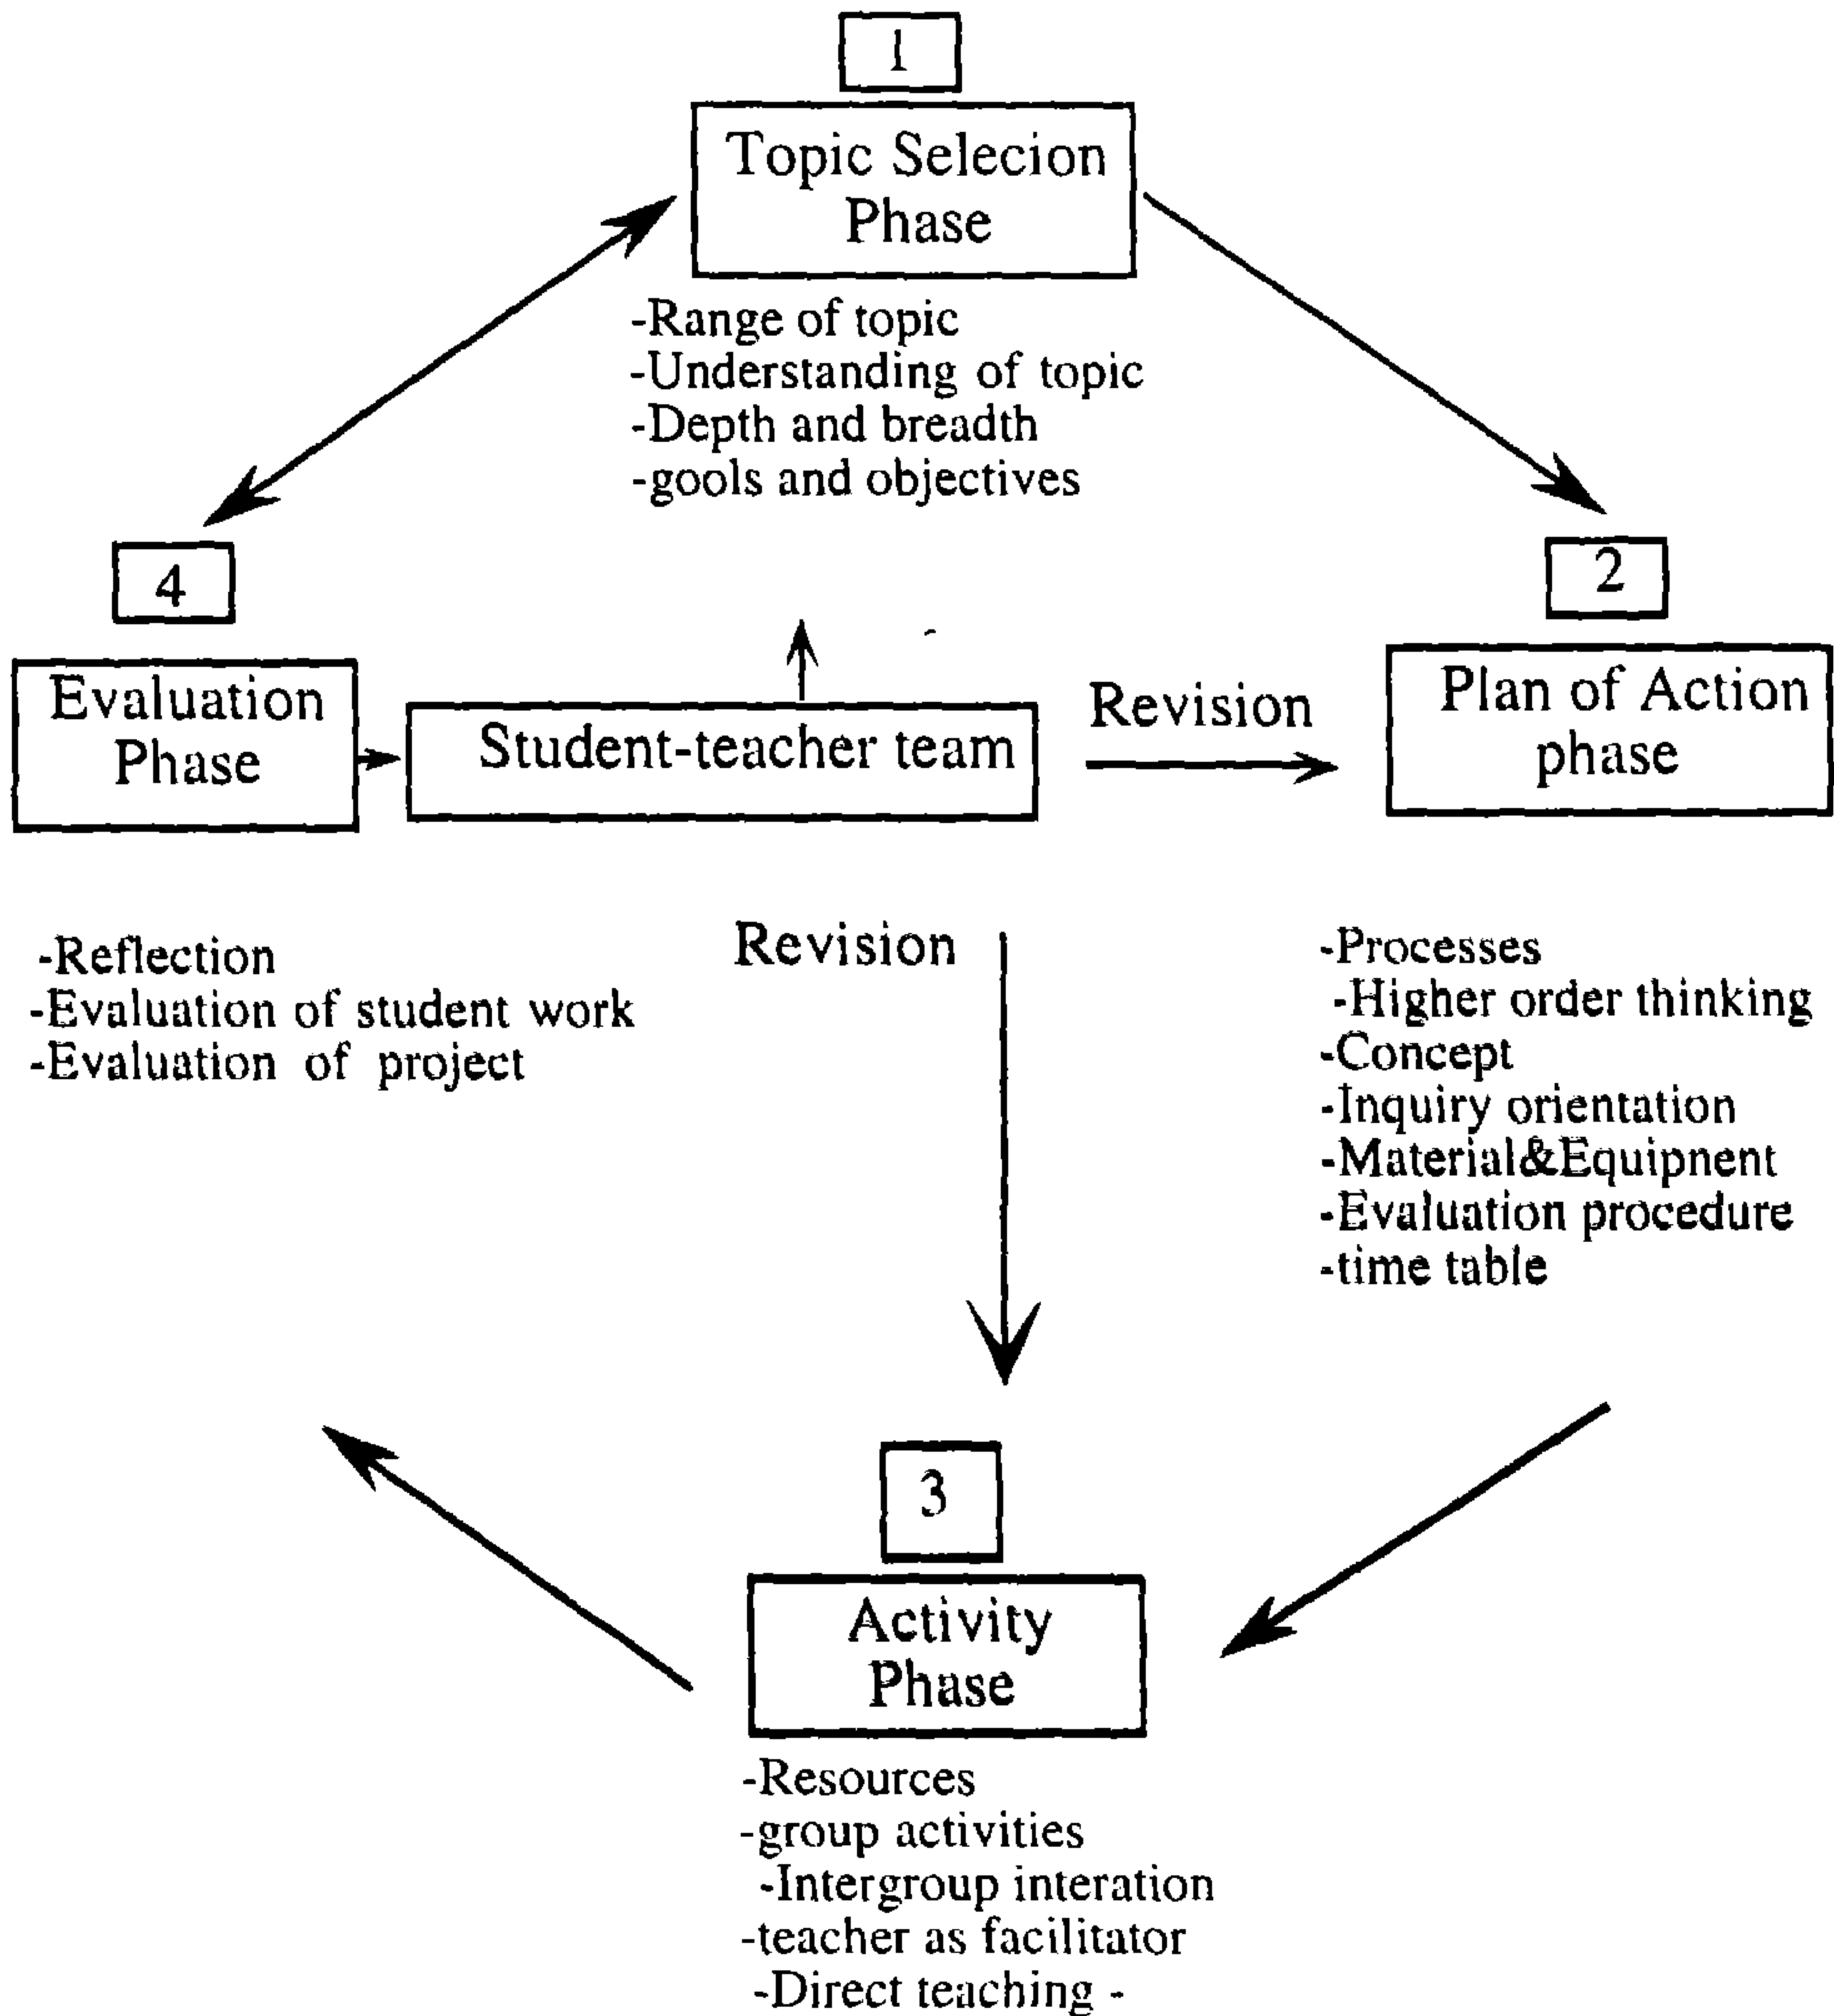 1
Topic Selecion
Phase
-Range of topic
-Understanding of topic
-Depth and breadth
-gools and objectives
2
Plan of Action
phase
-Processes
-Higher order thinking
-Concept
-Inquiry orientation
-Material&Equipnent
-Evaluation procedure
-time table
3
Activity
Phase
-Resources
-group activities
-Intergroup interation
-teacher as facilitator
-Direct teaching -
4
Evaluation
Phase
-Reflection
-Evaluation of student work
-Evaluation of project
Student-teacher team
Revision
Revision